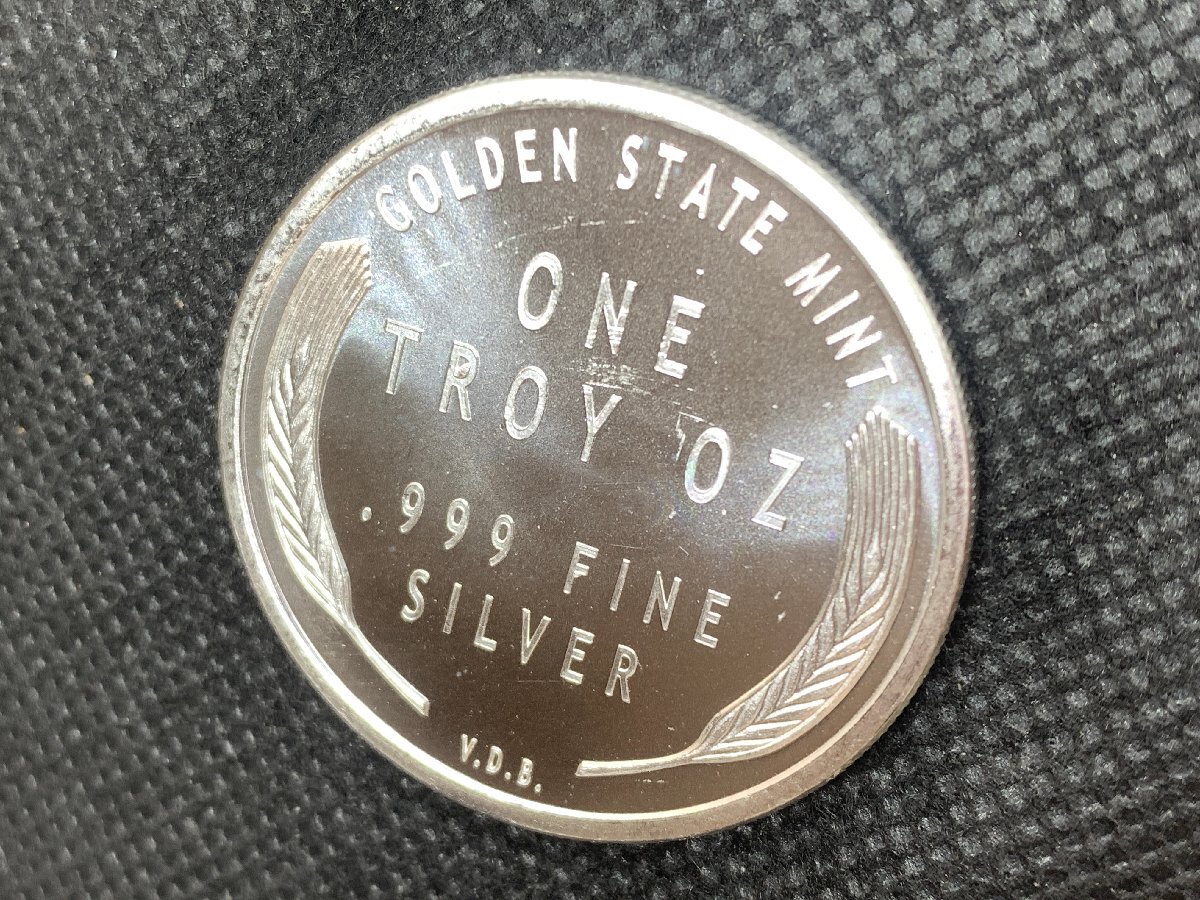 GOLDEN STATE MINT
ONE
TROY OZ
.999 FINE
SILVER
V.D.B.